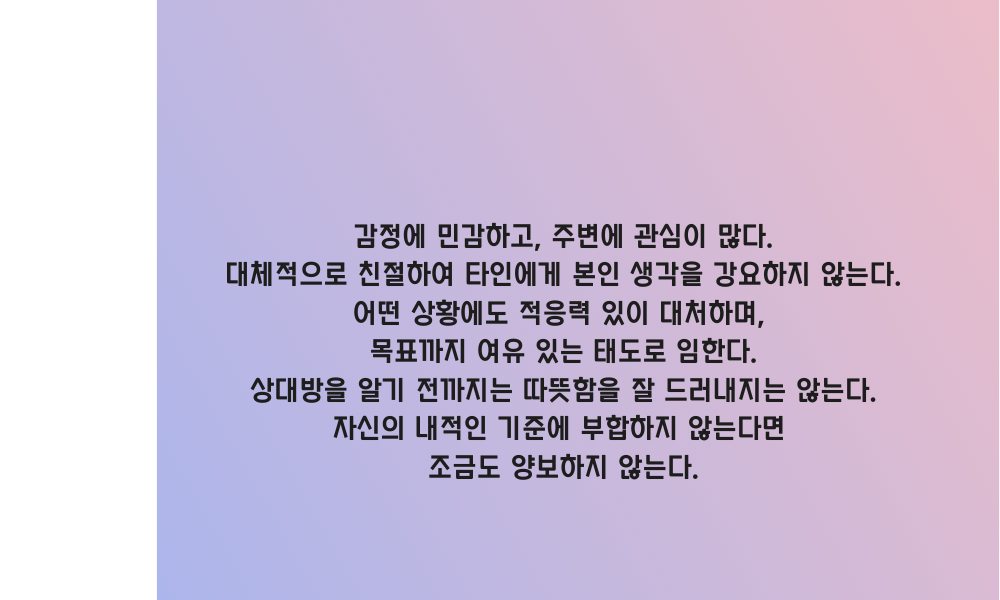 감정에 민감하고, 주변에 관심이 많다.
대체적으로 친절하여 타인에게 본인 생각을 강요하지 않는다.
어떤 상황에도 적응력 있이 대처하며,
목표까지 여유 있는 태도로 임한다.
상대방을 알기 전까지는 따뜻함을 잘 드러내지는 않는다.
자신의 내적인 기준에 부합하지 않는다면
조금도 양보하지 않는다.